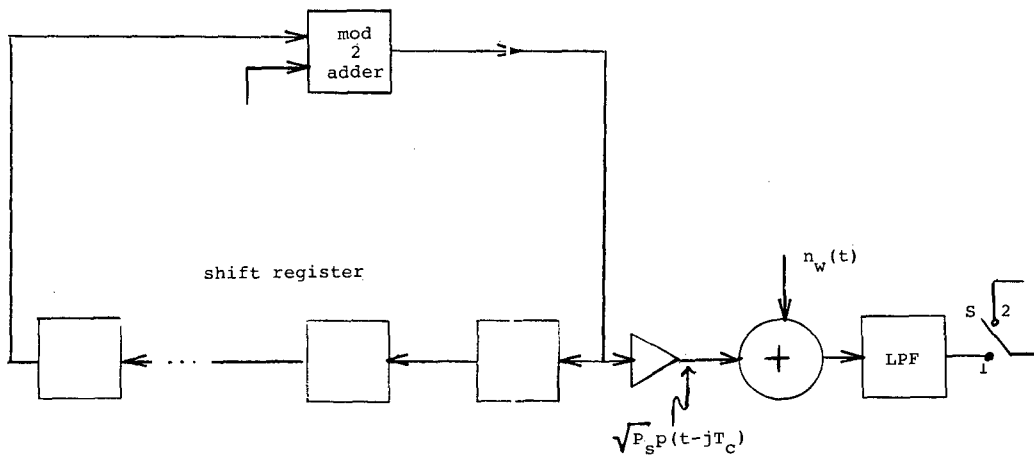 mod
2
adder
shift register
n_w(t)
S
2
1
LPF
√P_s p(t-jT_c)
...